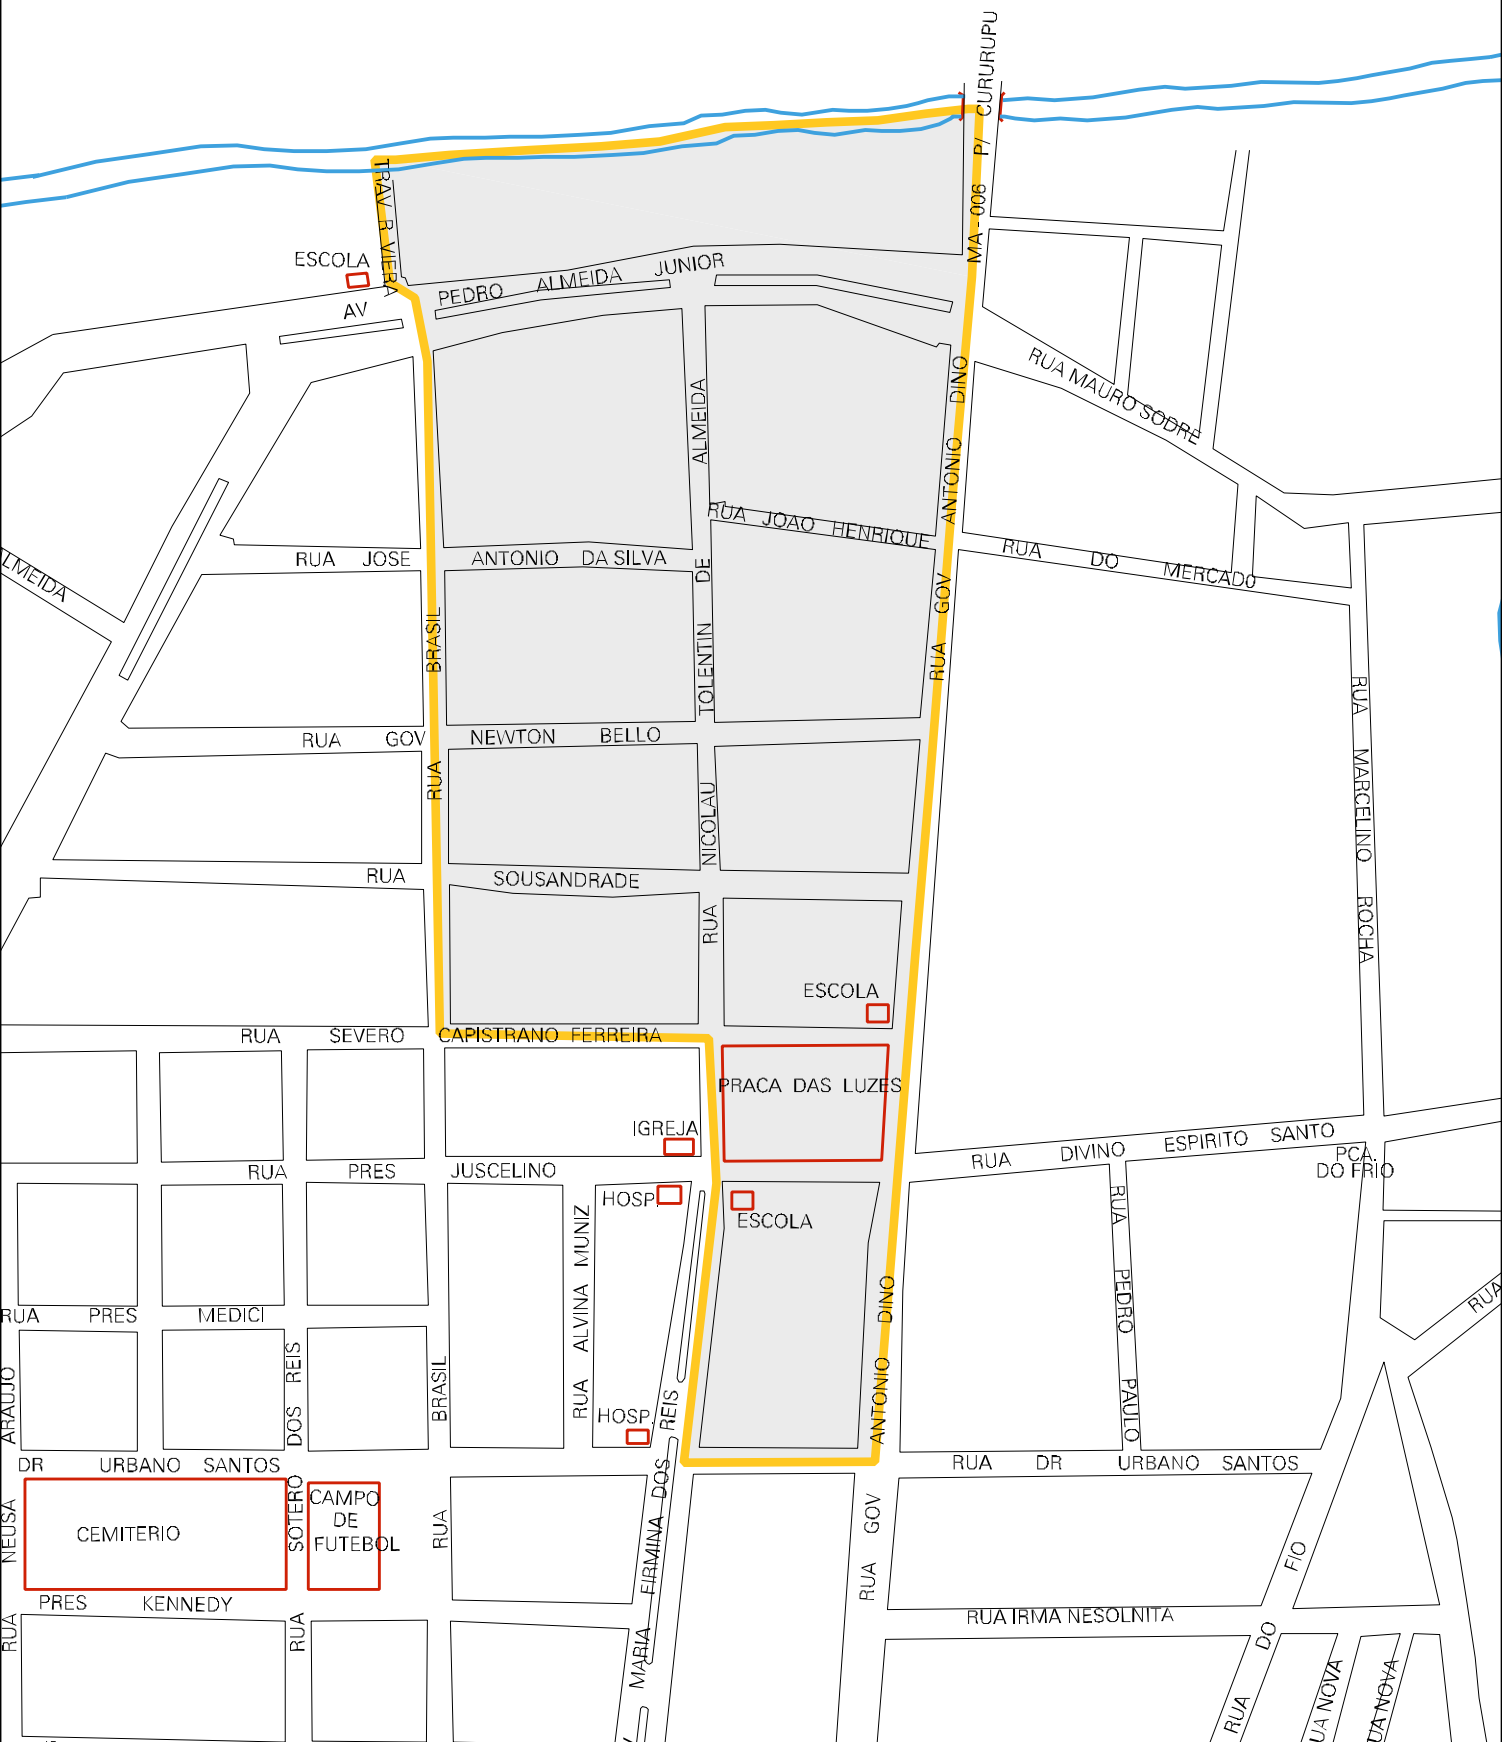 MA - 006 P/ CURURUPU
TRAV R VIERA
ESCOLA
AV PEDRO ALMEIDA JUNIOR
RUA MAURO SODRE
RUA JOAO HENRIQUE
RUA JOSE ANTONIO DA SILVA
RUA DO MERCADO
LMEIDA
RUA BRASIL
RUA NICOLAU TOLENTIN DE ALMEIDA
RUA GOV ANTONIO DINO
RUA MARCELINO ROCHA
RUA GOV NEWTON BELLO
RUA SOUSANDRADE
ESCOLA
RUA SEVERO CAPISTRANO FERREIRA
PRACA DAS LUZES
IGREJA
RUA DIVINO ESPIRITO SANTO
PCA.
DO FRIO
RUA PRES JUSCELINO
HOSP.
ESCOLA
RUA ALVINA MUNIZ
RUA PEDRO PAULO
RUA
RUA PRES MEDICI
RUA NEUSA ARAUJO
RUA SOTERO DOS REIS
RUA BRASIL
HOSP.
MARIA FIRMINA DOS REIS
RUA GOV ANTONIO DINO
DR URBANO SANTOS
RUA DR URBANO SANTOS
CEMITERIO
CAMPO
DE
FUTEBOL
PRES KENNEDY
RUA IRMA NESOLNITA
RUA DO FIO
UA NOVA
UA NOVA